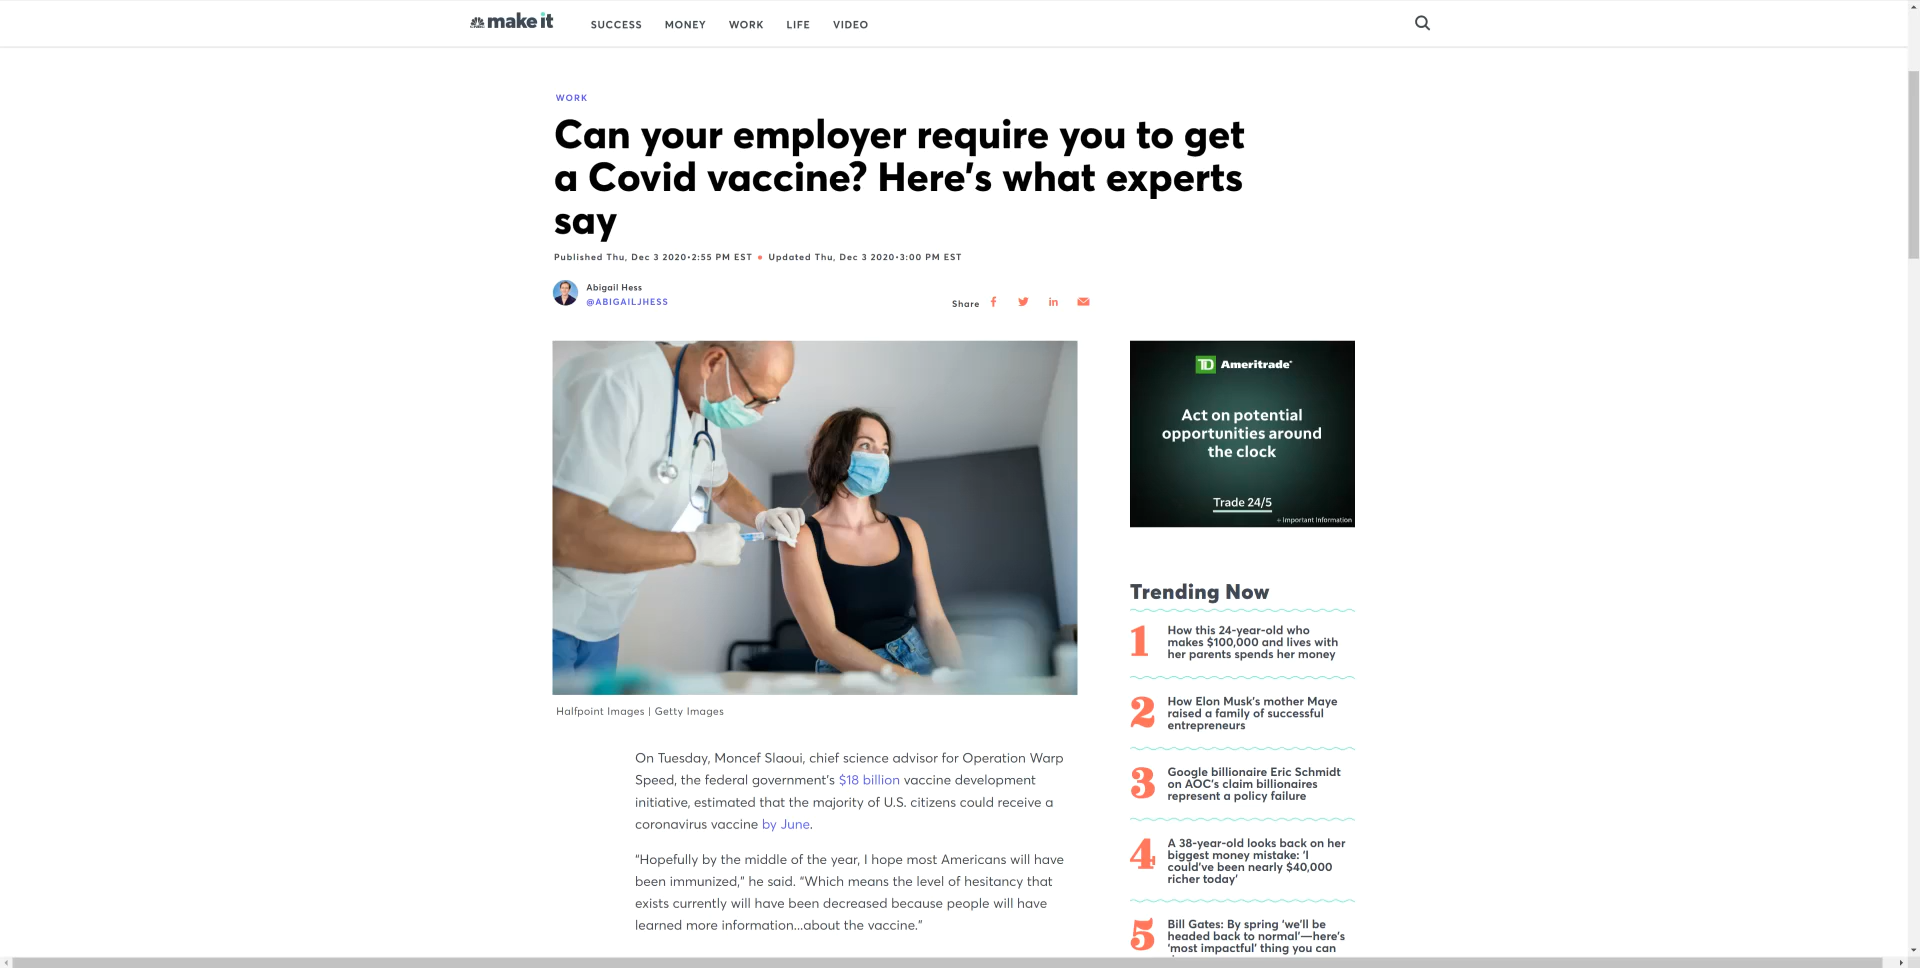 make it
SUCCESS MONEY WORK LIFE VIDEO
WORK
Can your employer require you to get
a Covid vaccine? Here's what experts
say
Published Thu, Dec 3 2020•2:55 PM EST • Updated Thu, Dec 3 2020•3:00 PM EST
Abigail Hess
@ABIGAILJHESS
Share
Halfpoint Images | Getty Images
On Tuesday, Moncef Slaoui, chief science advisor for Operation Warp
Speed, the federal government's $18 billion vaccine development
initiative, estimated that the majority of U.S. citizens could receive a
coronavirus vaccine by June.
"Hopefully by the middle of the year, I hope most Americans will have
been immunized," he said. "Which means the level of hesitancy that
exists currently will have been decreased because people will have
learned more information...about the vaccine."
TD Ameritrade
Act on potential
opportunities around
the clock
Trade 24/5
+ Important Information
Trending Now
1
How this 24-year-old who
makes $100,000 and lives with
her parents spends her money
2
How Elon Musk's mother Maye
raised a family of successful
entrepreneurs
3
Google billionaire Eric Schmidt
on AOC's claim billionaires
represent a policy failure
4
A 38-year-old looks back on her
biggest money mistake: 'I
could've been nearly $40,000
richer today'
5
Bill Gates: By spring 'we'll be
headed back to normal'—here's
'most impactful' thing you can